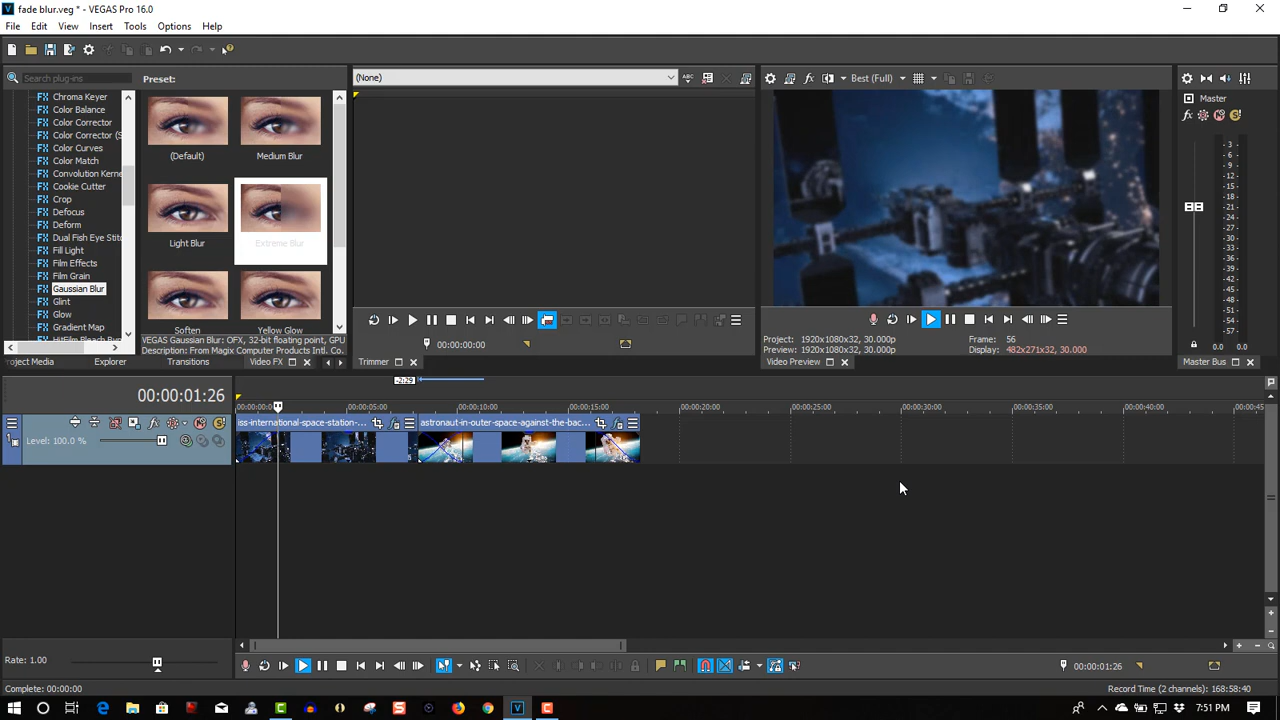 fade blur.veg * - VEGAS Pro 16.0
File Edit View Insert Tools Options Help
Search plug-ins
Preset:
(None)
Best (Full)
Master
Chroma Keyer
Color Balance
Color Corrector
Color Corrector (S
Color Curves
Color Match
Convolution Kerne
Cookie Cutter
Crop
Defocus
Deform
Dual Fish Eye Stit
Fill Light
Film Effects
Film Grain
Gaussian Blur
Glint
Glow
Gradient Map
(Default)
Medium Blur
Light Blur
Extreme Blur
Soften
Yellow Glow
VEGAS Gaussian Blur: OFX, 32-bit floating point, GPU
Description: From Magix Computer Products Intl. Co.
roject Media Explorer Transitions Video FX
00:00:00:00
Trimmer
Project: 1920x1080x32, 30.000p
Frame: 56
Preview: 1920x1080x32, 30.000p
Display: 482x271x32, 30.000
Video Preview
- 3 -
- 6 -
- 9 -
- 12 -
- 15 -
- 18 -
- 21 -
- 24 -
- 27 -
- 30 -
- 33 -
- 36 -
- 39 -
- 42 -
- 45 -
- 48 -
- 51 -
- 54 -
- 57 -
0.0 0.0
Master Bus
00:00:01:26
-2:29
00:00:00:0 00:00:05:00 00:00:10:00 00:00:15:00 00:00:20:00 00:00:25:00 00:00:30:00 00:00:35:00 00:00:40:00 00:00:45
1
Level: 100.0 %
iss-international-space-station-...
astronaut-in-outer-space-against-the-bac...
Rate: 1.00
00:00:01:26
Complete: 00:00:00
Record Time (2 channels): 168:58:40
7:51 PM